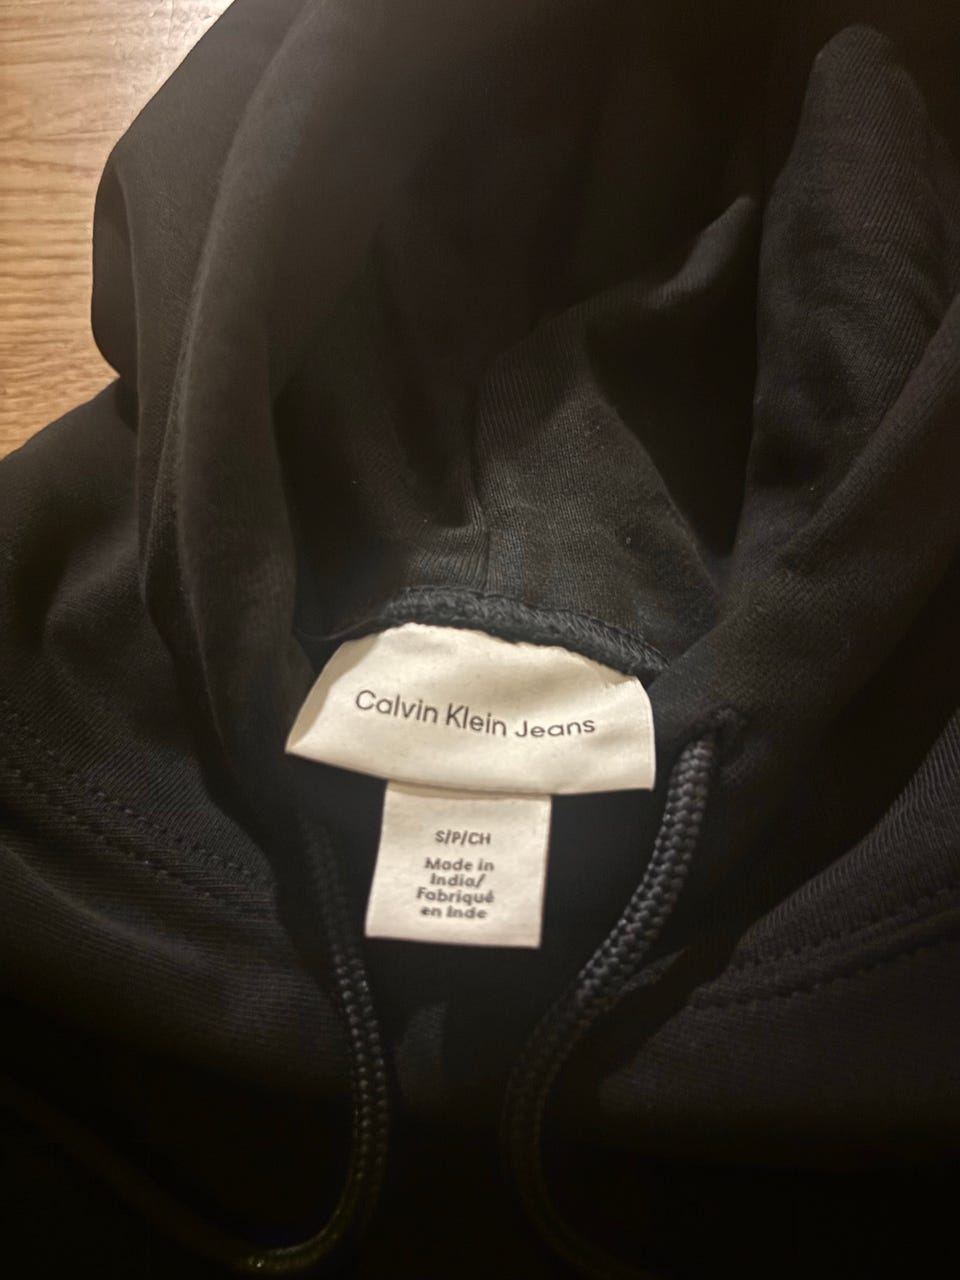 Calvin Klein Jeans
S/P/CH
Made in
India/
Fabriqué
en Inde